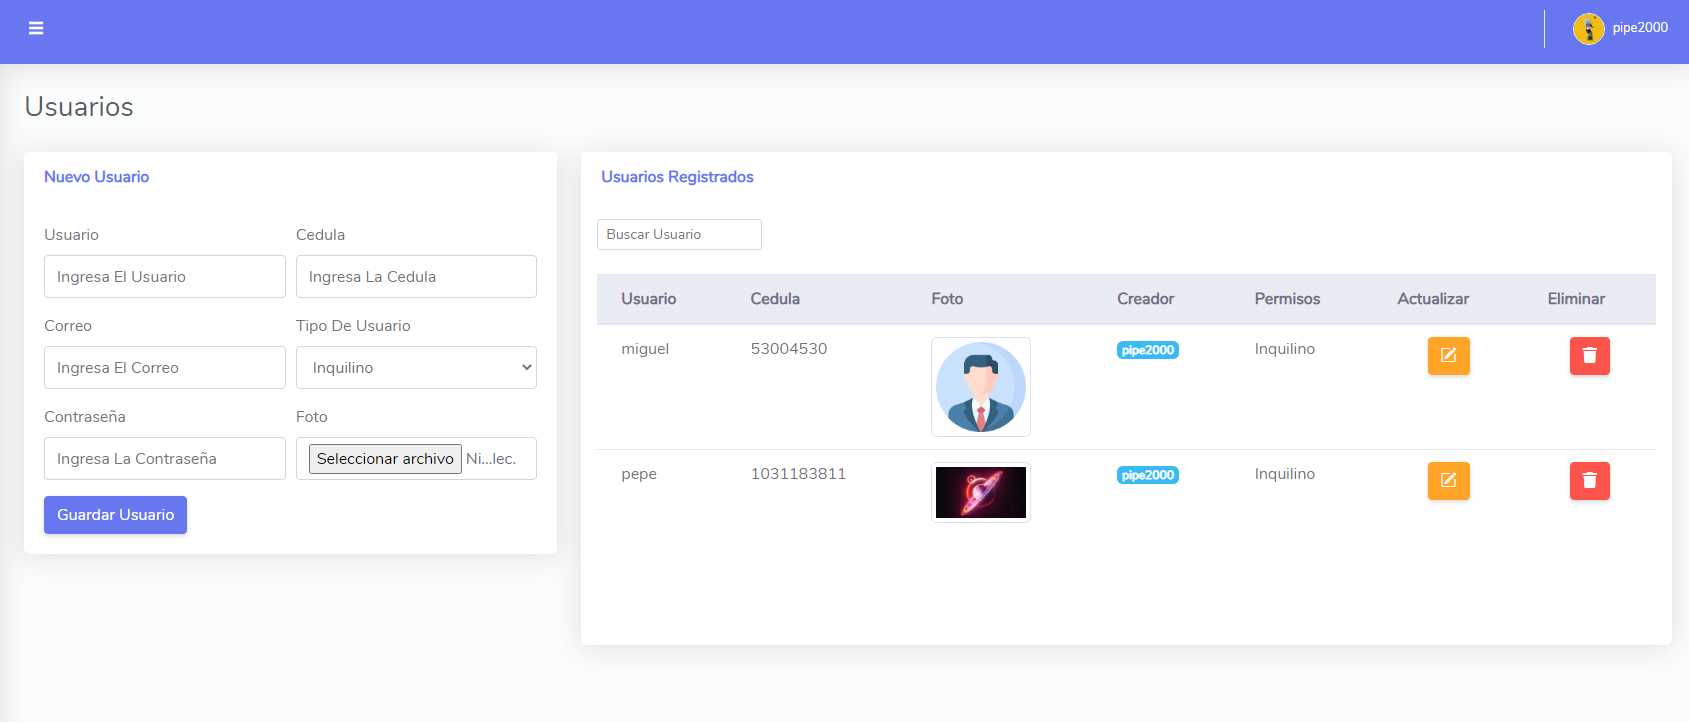 pipe2000
Usuarios
Nuevo Usuario
Usuario Cedula
Ingresa El Usuario Ingresa La Cedula
Correo Tipo De Usuario
Ingresa El Correo Inquilino
Contraseña Foto
Ingresa La Contraseña Seleccionar archivo Ni...lec.
Guardar Usuario
Usuarios Registrados
Buscar Usuario
Usuario Cedula Foto Creador Permisos Actualizar Eliminar
miguel 53004530 pipe2000 Inquilino
pepe 1031183811 pipe2000 Inquilino